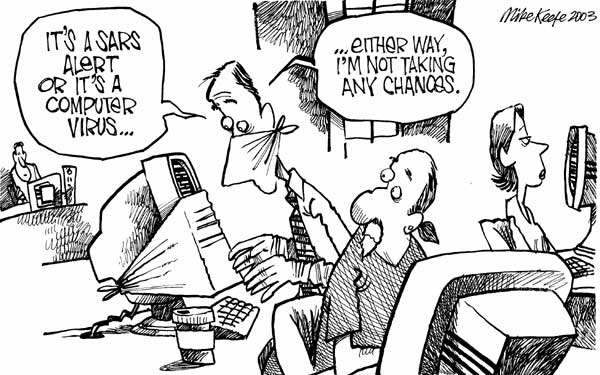 Mike Keefe 2003
IT'S A SARS
ALERT
OR IT'S A
COMPUTER
VIRUS...
...EITHER WAY,
I'M NOT TAKING
ANY CHANCES.